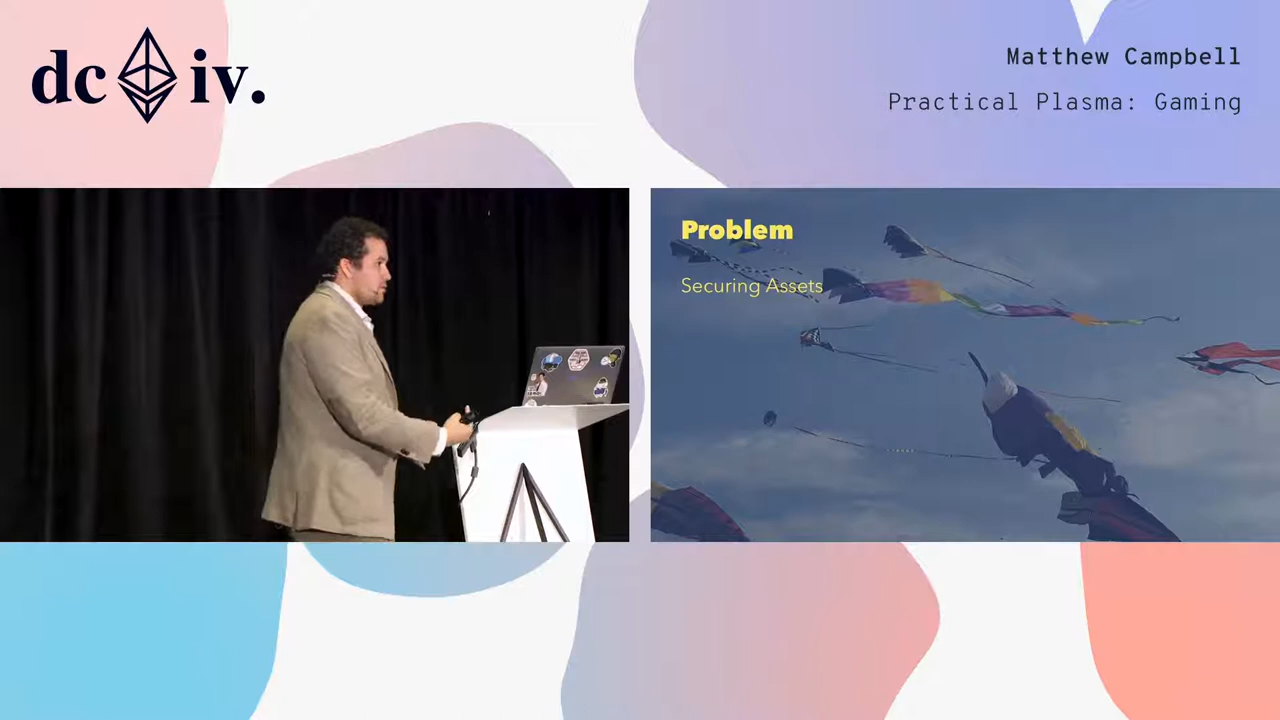 dc iv.
Matthew Campbell
Practical Plasma: Gaming
Problem
Securing Assets